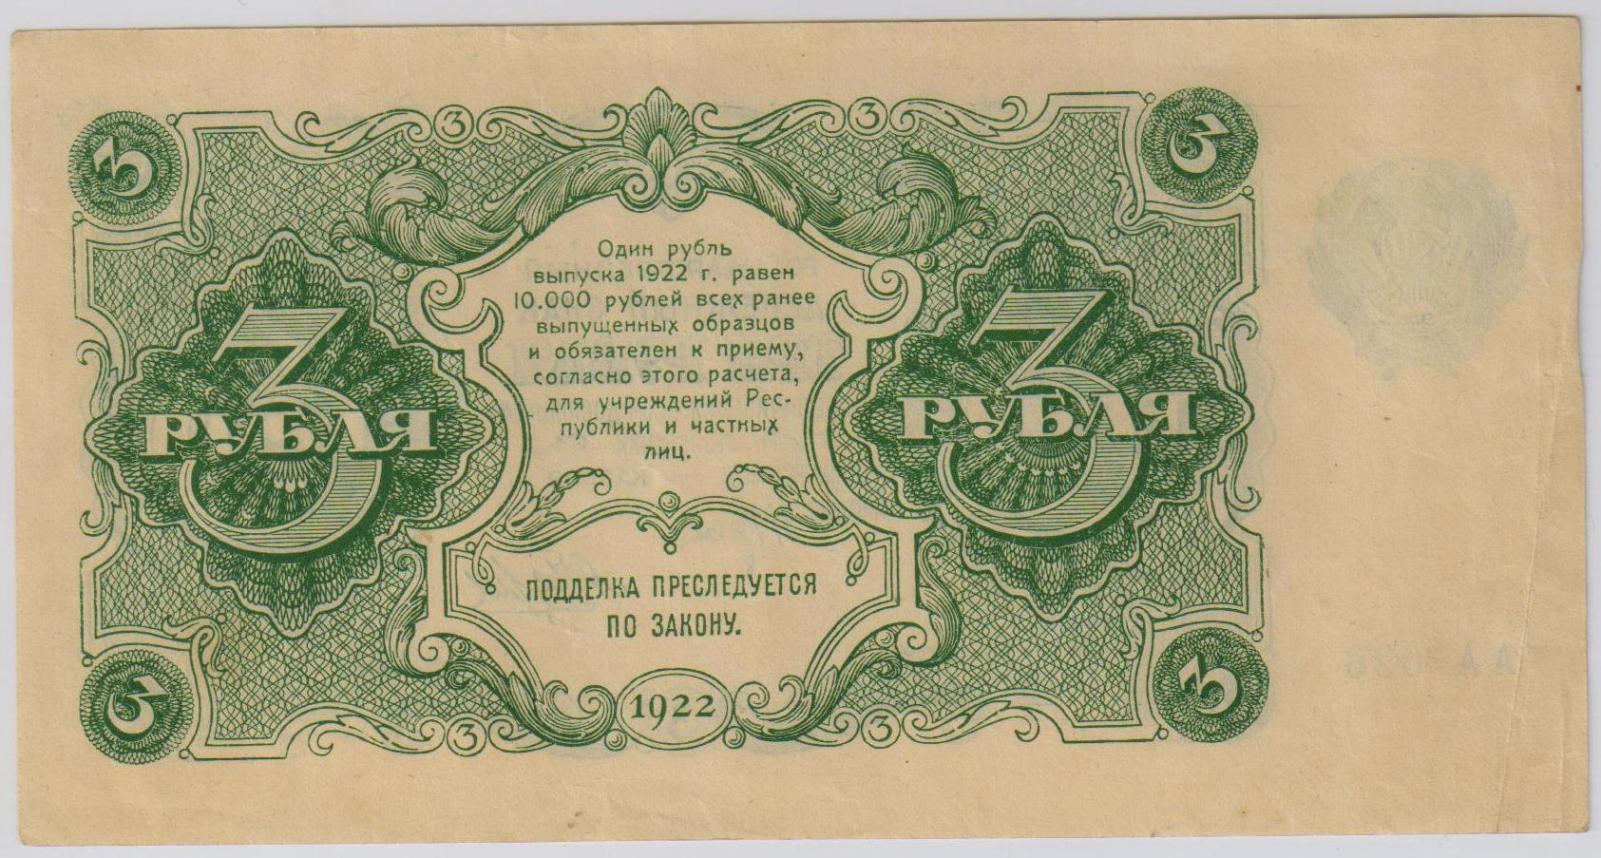 3 3 3 3
Один рубль
выпуска 1922 г. равен
10.000 рублей всех ранее
выпущенных образцов
и обязателен к приему,
согласно этого расчета,
для учреждений Рес-
публики и частных
лиц.
3 РУБЛЯ 3 РУБЛЯ
ПОДДЕЛКА ПРЕСЛЕДУЕТСЯ
ПО ЗАКОНУ.
3 1922 3
3 3